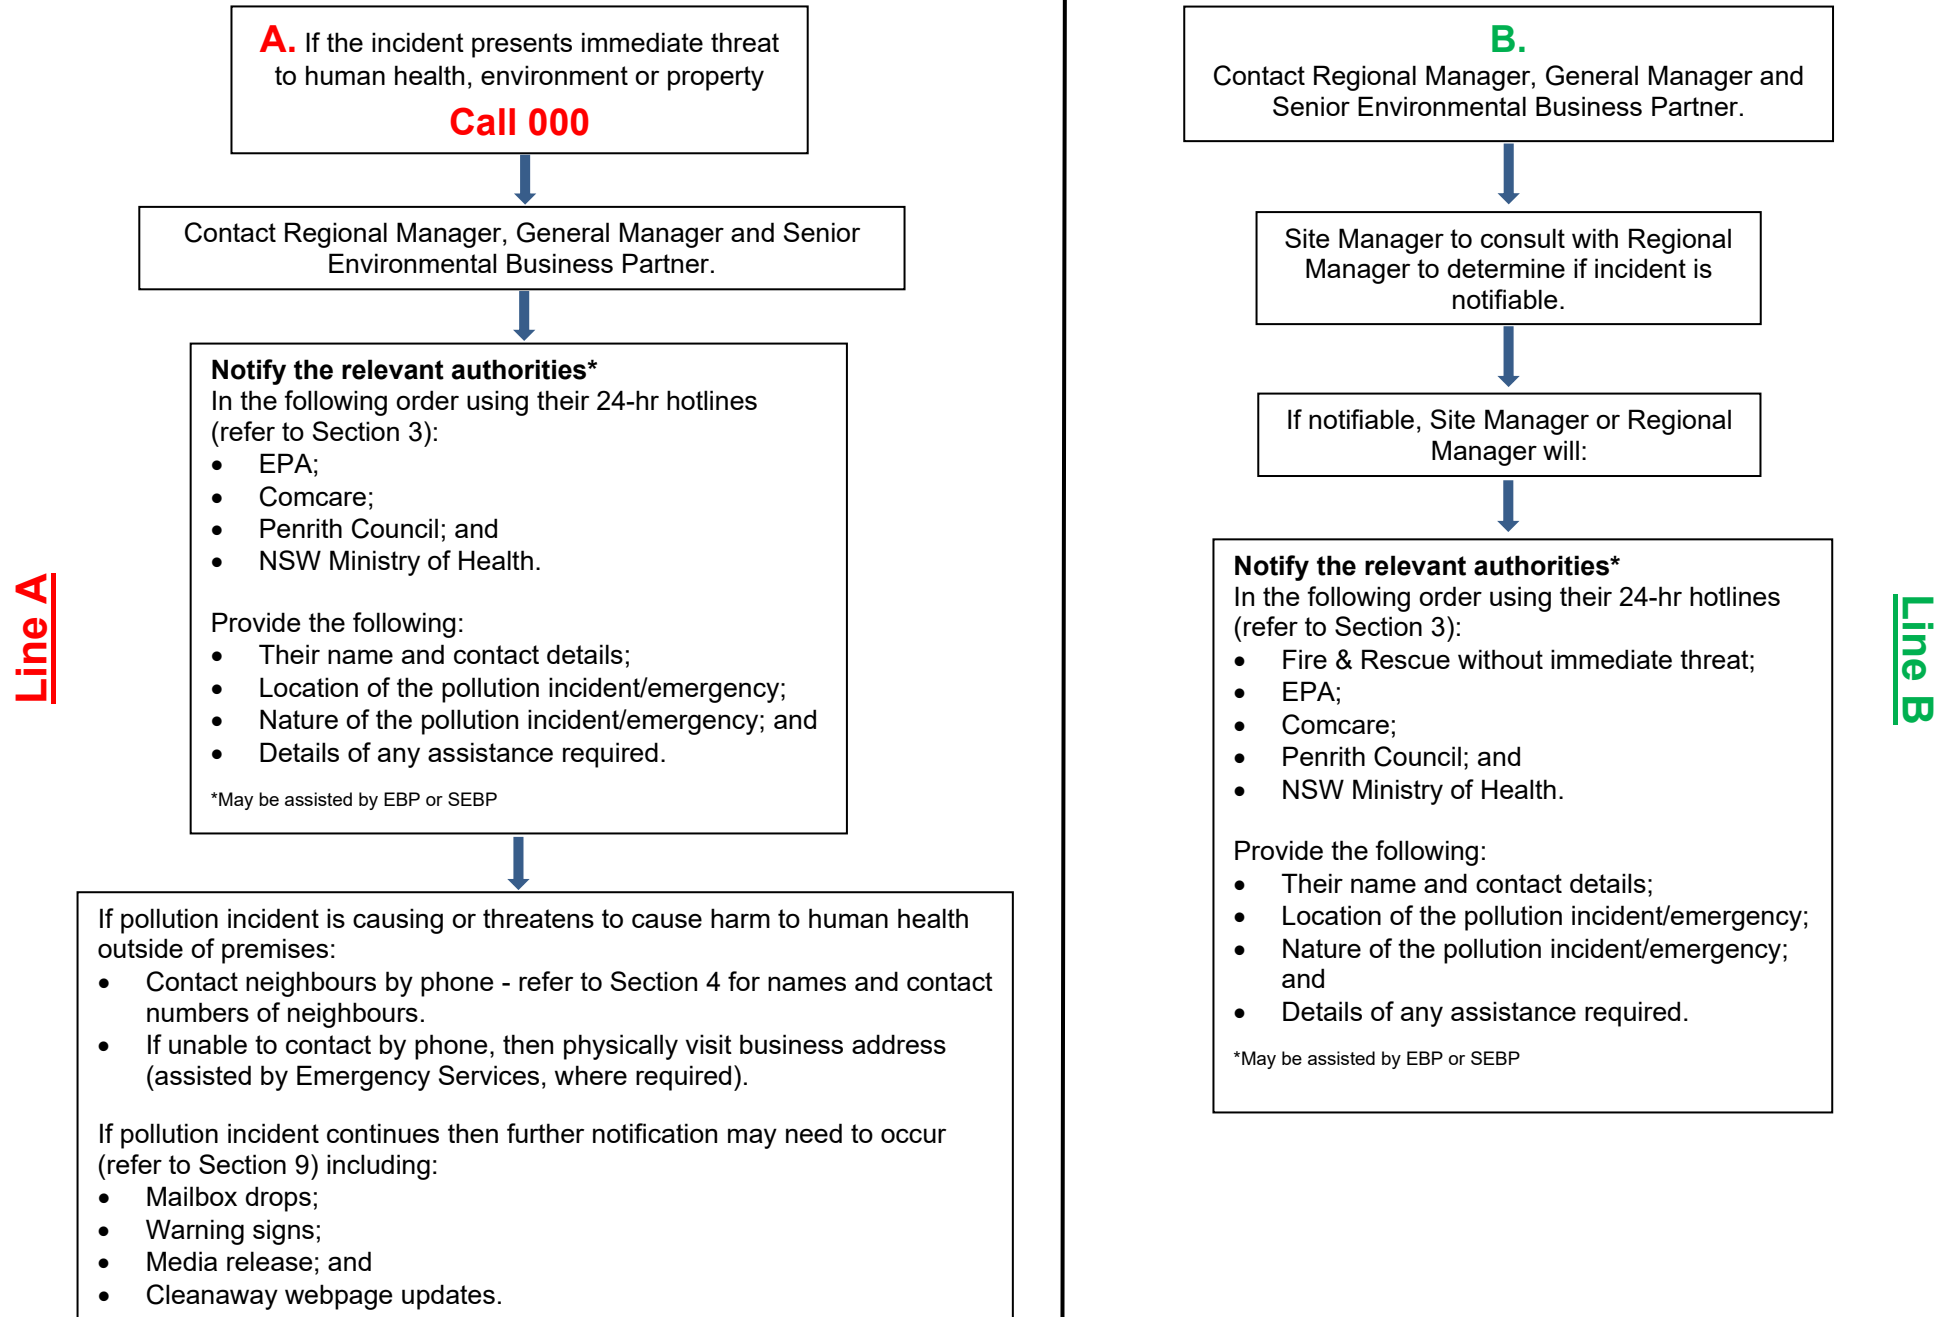 A. If the incident presents immediate threat
to human health, environment or property
Call 000
Contact Regional Manager, General Manager and Senior
Environmental Business Partner.
Notify the relevant authorities*
In the following order using their 24-hr hotlines
(refer to Section 3):
• EPA;
• Comcare;
• Penrith Council; and
• NSW Ministry of Health.
Provide the following:
• Their name and contact details;
• Location of the pollution incident/emergency;
• Nature of the pollution incident/emergency; and
• Details of any assistance required.
*May be assisted by EBP or SEBP
If pollution incident is causing or threatens to cause harm to human health
outside of premises:
• Contact neighbours by phone - refer to Section 4 for names and contact
numbers of neighbours.
• If unable to contact by phone, then physically visit business address
(assisted by Emergency Services, where required).
If pollution incident continues then further notification may need to occur
(refer to Section 9) including:
• Mailbox drops;
• Warning signs;
• Media release; and
• Cleanaway webpage updates.
Line A
B.
Contact Regional Manager, General Manager and
Senior Environmental Business Partner.
Site Manager to consult with Regional
Manager to determine if incident is
notifiable.
If notifiable, Site Manager or Regional
Manager will:
Notify the relevant authorities*
In the following order using their 24-hr hotlines
(refer to Section 3):
• Fire & Rescue without immediate threat;
• EPA;
• Comcare;
• Penrith Council; and
• NSW Ministry of Health.
Provide the following:
• Their name and contact details;
• Location of the pollution incident/emergency;
• Nature of the pollution incident/emergency;
and
• Details of any assistance required.
*May be assisted by EBP or SEBP
Line B